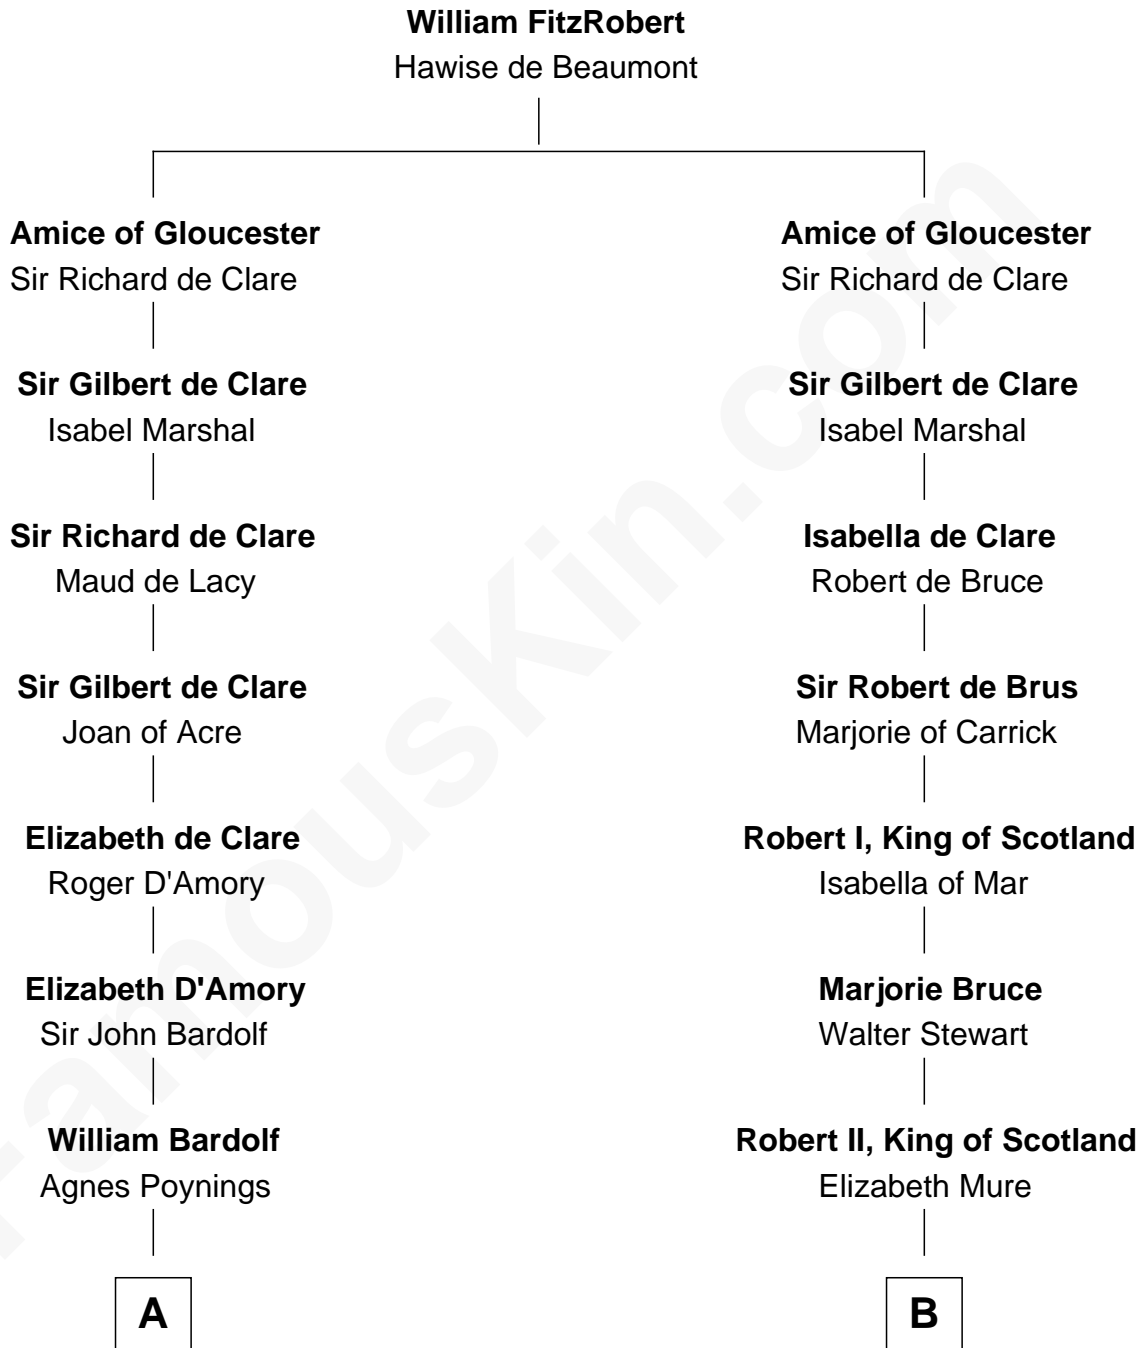 William FitzRobert
Hawise de Beaumont
Amice of Gloucester
Sir Richard de Clare
Amice of Gloucester
Sir Richard de Clare
Sir Gilbert de Clare
Isabel Marshal
Sir Gilbert de Clare
Isabel Marshal
Sir Richard de Clare
Maud de Lacy
Isabella de Clare
Robert de Bruce
Sir Gilbert de Clare
Joan of Acre
Sir Robert de Brus
Marjorie of Carrick
Elizabeth de Clare
Roger D'Amory
Robert I, King of Scotland
Isabella of Mar
Elizabeth D'Amory
Sir John Bardolf
Marjorie Bruce
Walter Stewart
William Bardolf
Agnes Poynings
Robert II, King of Scotland
Elizabeth Mure
A
B
FamousKin.com